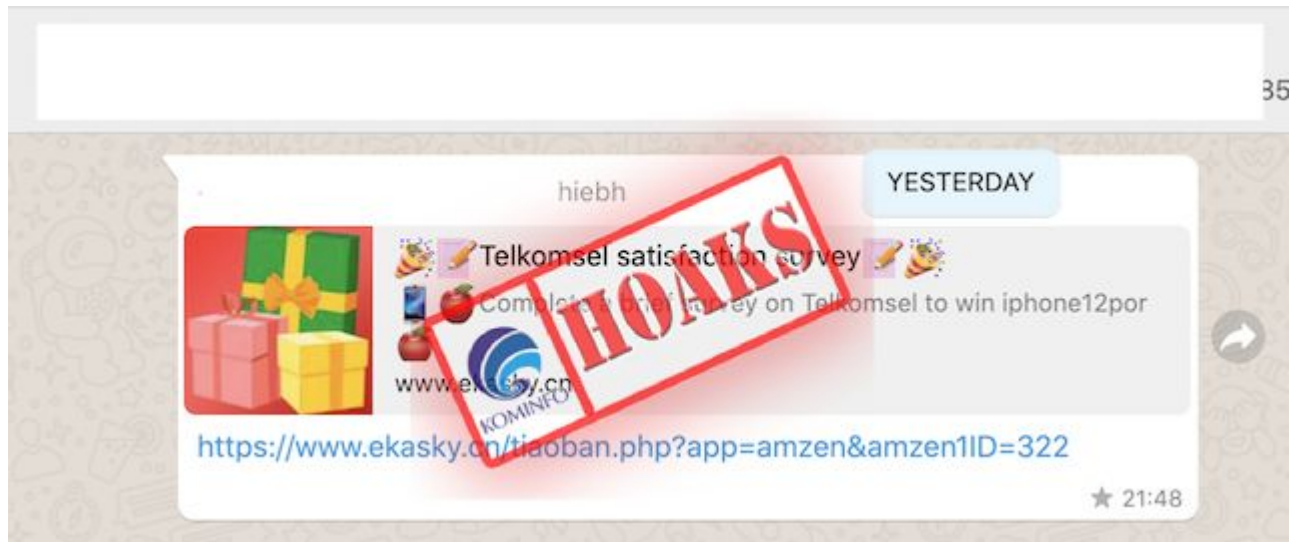 85
YESTERDAY
hiebh
🎉📝Telkomsel satisfaction survey📝🎉
📱🍎Complete a brief survey on Telkomsel to win iphone12por
🍎
www.ekasky.cn
HOAKS
KOMINFO
https://www.ekasky.cn/tiaoban.php?app=amzen&amzen1ID=322
★ 21:48